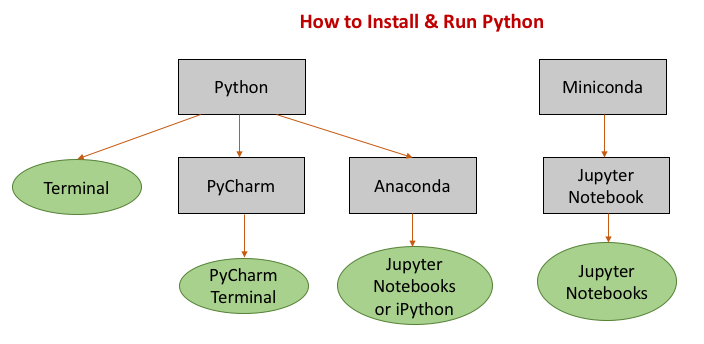 How to Install & Run Python
Python
Miniconda
Terminal
PyCharm
Anaconda
Jupyter
Notebook
PyCharm
Terminal
Jupyter
Notebooks
or iPython
Jupyter
Notebooks